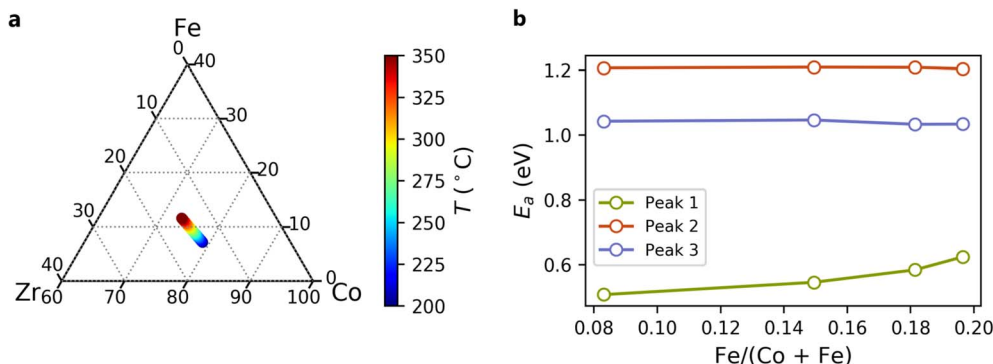 a
Fe
0
40
10
30
20
20
30
10
40
0
Zr
60
70
80
90
100
Co
350
325
300
275
250
225
200
T (°C)
b
1.2
1.0
0.8
0.6
Ea (eV)
Peak 1
Peak 2
Peak 3
0.08 0.10 0.12 0.14 0.16 0.18 0.20
Fe/(Co + Fe)